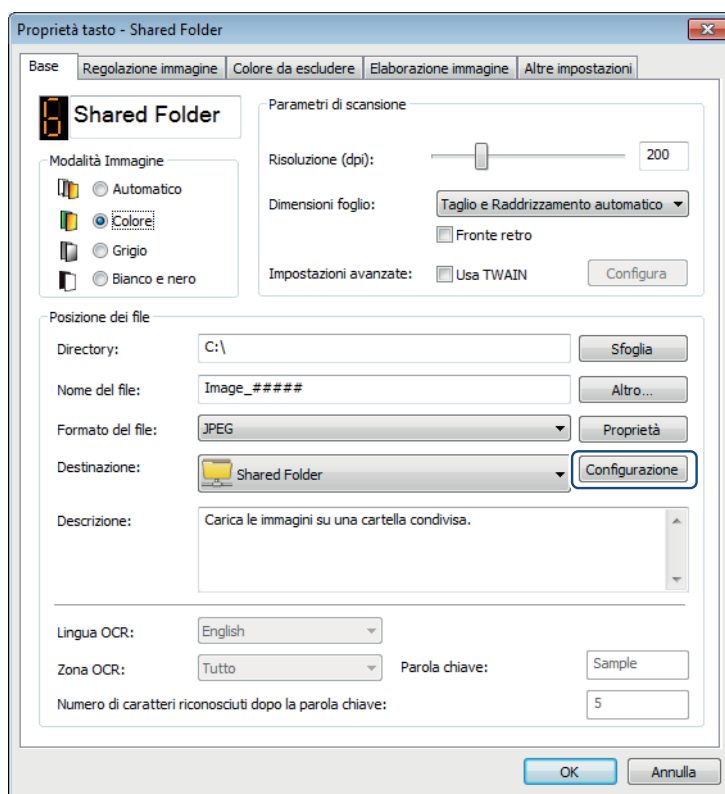 Proprietà tasto - Shared Folder
Base Regolazione immagine Colore da escludere Elaborazione immagine Altre impostazioni
Shared Folder
Modalità Immagine
Automatico
Colore
Grigio
Bianco e nero
Parametri di scansione
Risoluzione (dpi): 200
Dimensioni foglio: Taglio e Raddrizzamento automatico
Fronte retro
Impostazioni avanzate: Usa TWAIN Configura
Posizione dei file
Directory: C:\ Sfoglia
Nome del file: Image_##### Altro...
Formato del file: JPEG Proprietà
Destinazione: Shared Folder Configurazione
Descrizione: Carica le immagini su una cartella condivisa.
Lingua OCR: English
Zona OCR: Tutto Parola chiave: Sample
Numero di caratteri riconosciuti dopo la parola chiave: 5
OK Annulla